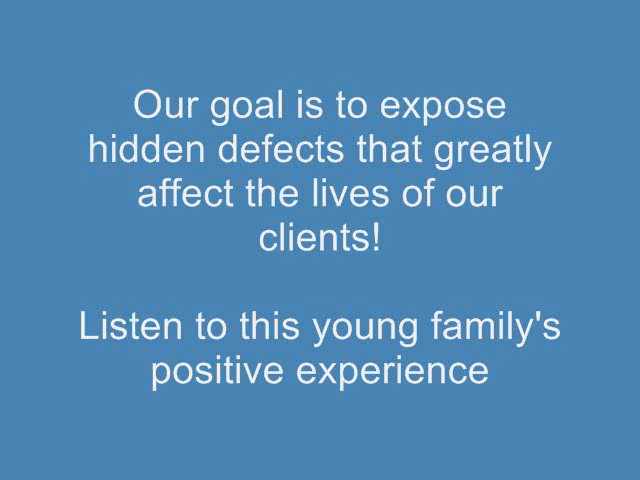 Our goal is to expose
hidden defects that greatly
affect the lives of our
clients!
Listen to this young family's
positive experience